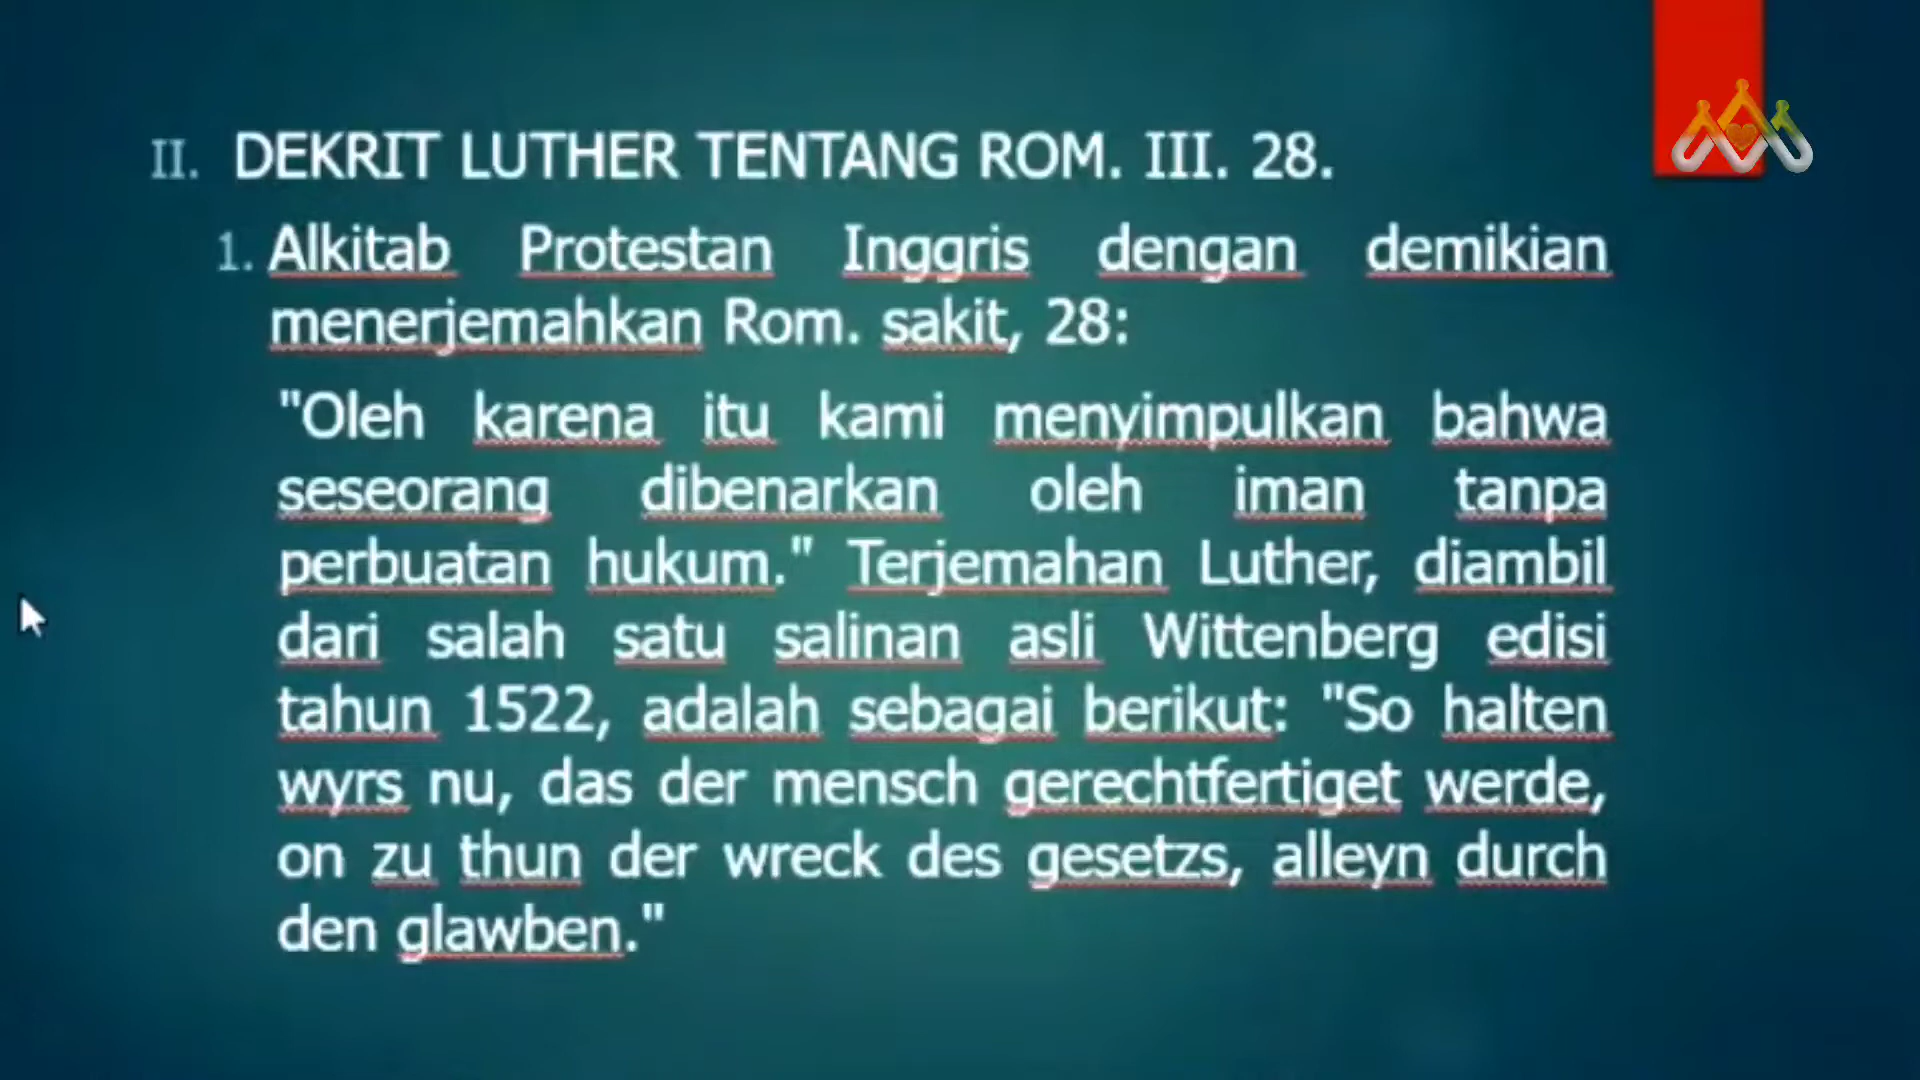 II. DEKRIT LUTHER TENTANG ROM. III. 28.
1. Alkitab Protestan Inggris dengan demikian
menerjemahkan Rom. sakit, 28:
"Oleh karena itu kami menyimpulkan bahwa
seseorang dibenarkan oleh iman tanpa
perbuatan hukum." Terjemahan Luther, diambil
dari salah satu salinan asli Wittenberg edisi
tahun 1522, adalah sebagai berikut: "So halten
wyrs nu, das der mensch gerechtfertiget werde,
on zu thun der wreck des gesetzs, alleyn durch
den glawben."